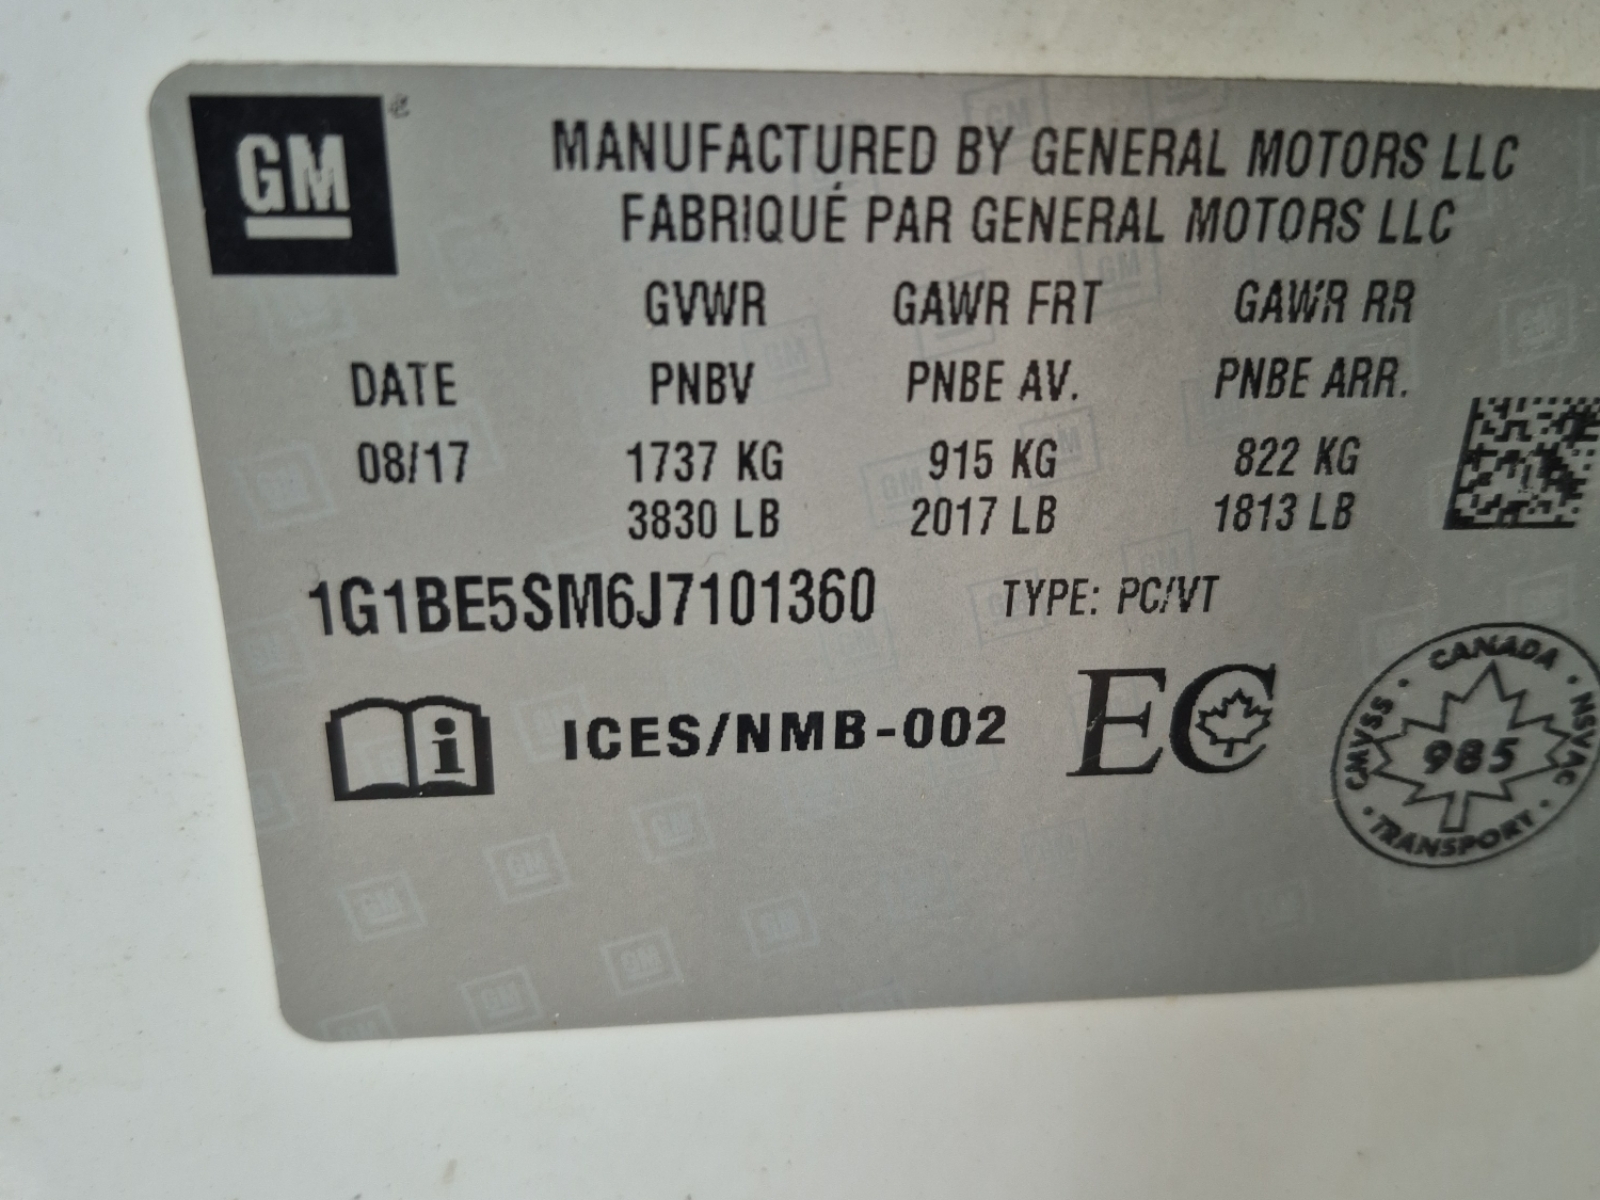 GM
MANUFACTURED BY GENERAL MOTORS LLC
FABRIQUÉ PAR GENERAL MOTORS LLC
GVWR GAWR FRT GAWR RR
DATE PNBV PNBE AV. PNBE ARR.
08/17 1737 KG 915 KG 822 KG
3830 LB 2017 LB 1813 LB
1G1BE5SM6J7101360 TYPE: PC/VT
i ICES/NMB-002 EC
CANADA
CMVSS · NSVAC
985
TRANSPORT